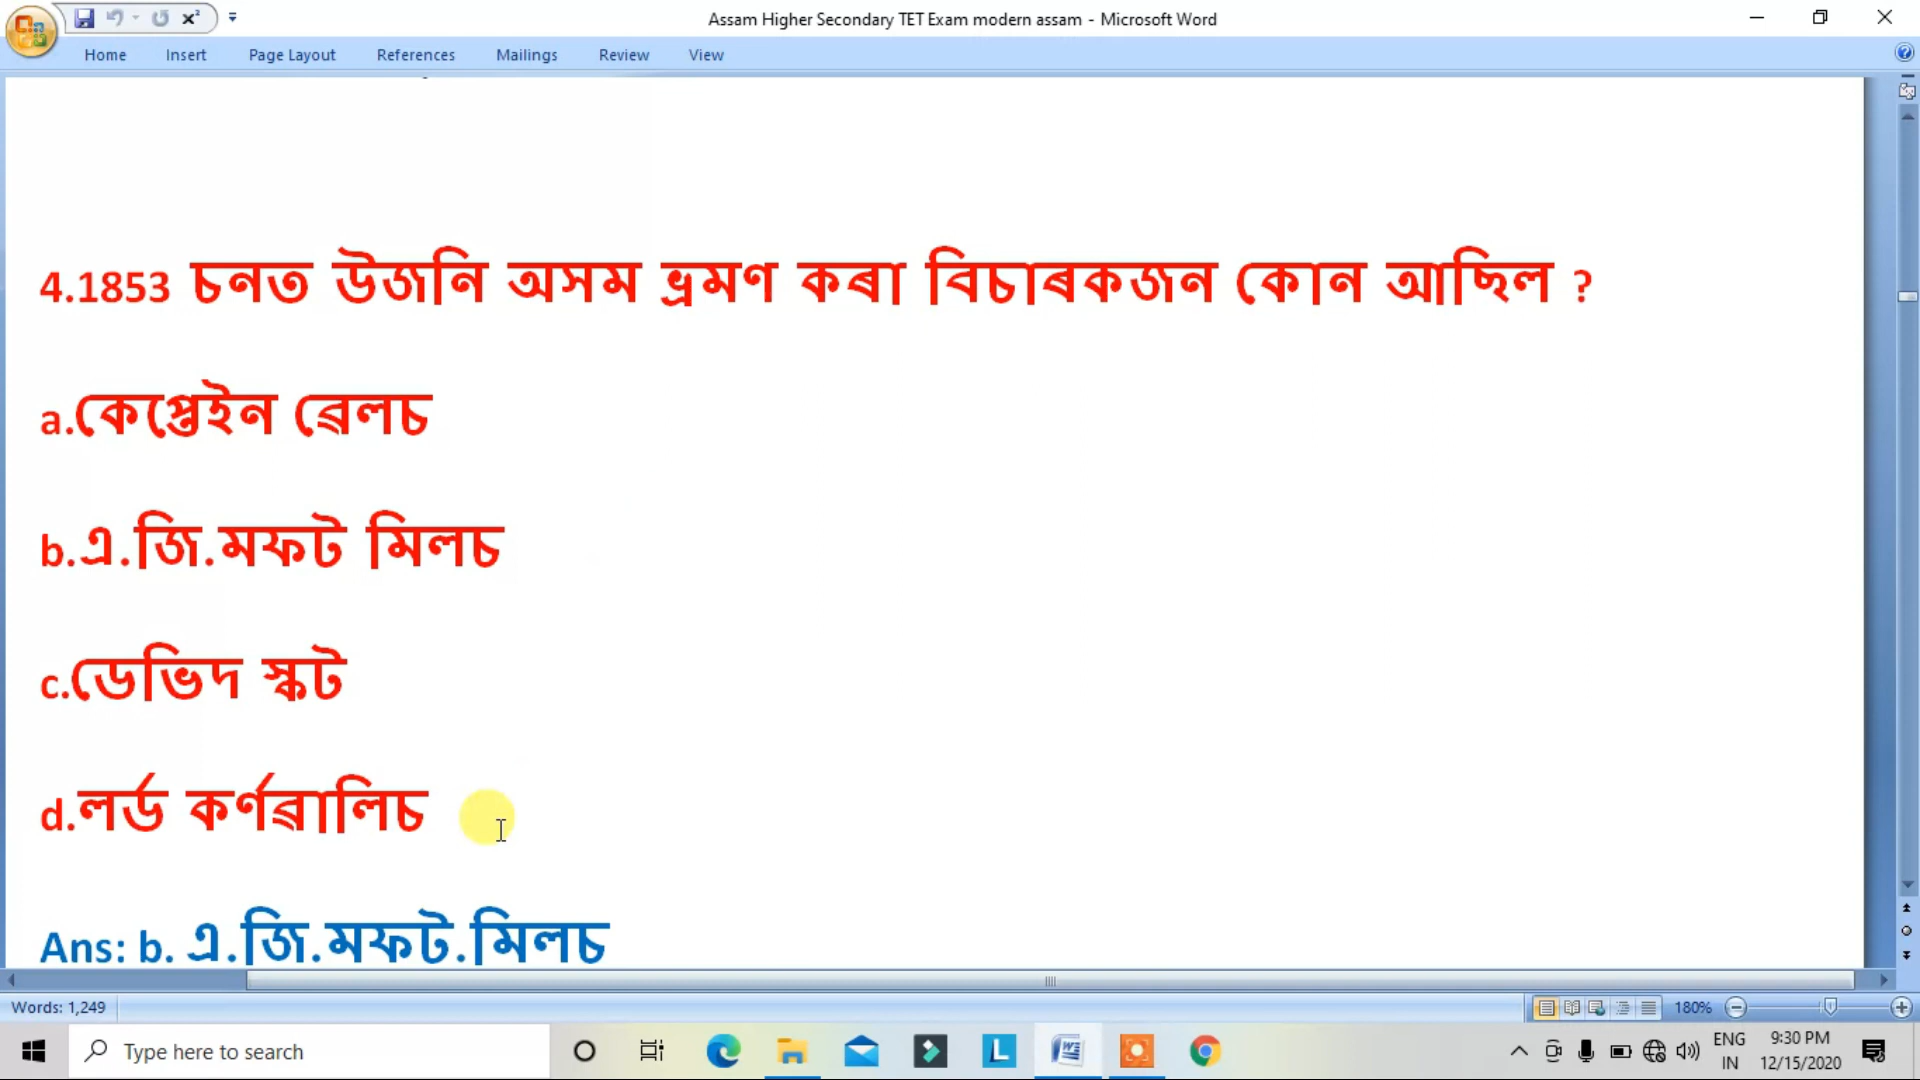 Assam Higher Secondary TET Exam modern assam - Microsoft Word
Home Insert Page Layout References Mailings Review View
4.1853 চনত উজনি অসম ভ্ৰমণ কৰা বিচাৰকজন কোন আছিল ?
a.কেপ্তেইন ৱেলচ
b.এ.জি.মফট মিলচ
c.ডেভিদ স্কট
d.লৰ্ড কৰ্ণৱালিচ
Ans: b. এ.জি.মফট.মিলচ
Words: 1,249 180%
Type here to search
ENG 9:30 PM
IN 12/15/2020